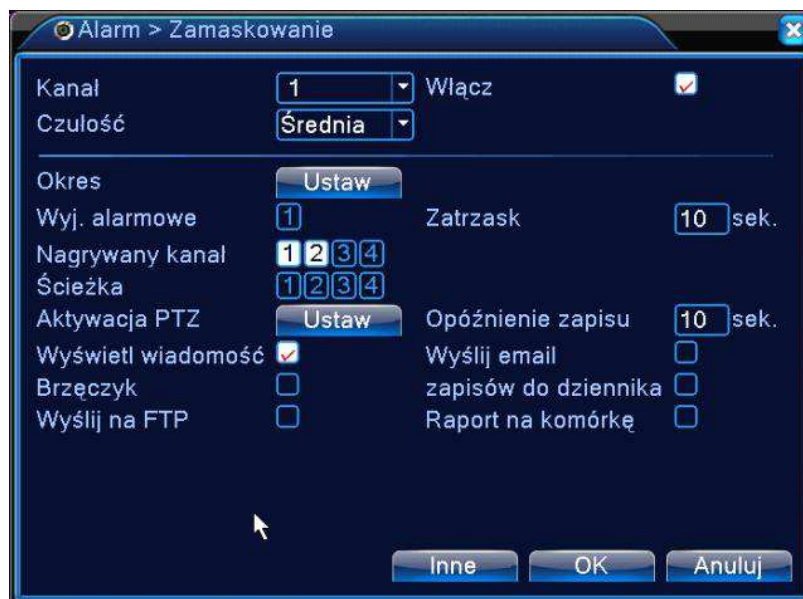 Alarm > Zamaskowanie
Kanał 1 Włącz
Czułość Średnia
Okres Ustaw
Wyj. alarmowe 1 Zatrzask 10 sek.
Nagrywany kanał 1 2 3 4
Ścieżka 1 2 3 4
Aktywacja PTZ Ustaw Opóźnienie zapisu 10 sek.
Wyświetl wiadomość Wyślij email
Brzęczyk zapisów do dziennika
Wyślij na FTP Raport na komórkę
Inne OK Anuluj